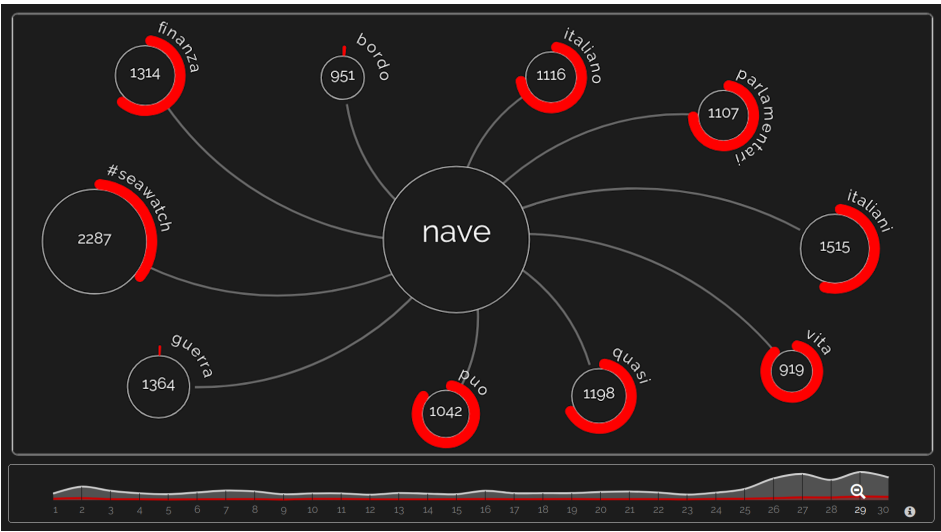 finanza
1314
bordo
951
italiano
1116
parlamentari
1107
#seawatch
2287
nave
italiani
1515
guerra
1364
puo
1042
quasi
1198
vita
919
1 2 3 4 5 6 7 8 9 10 11 12 13 14 15 16 17 18 19 20 21 22 23 24 25 26 27 28 29 30